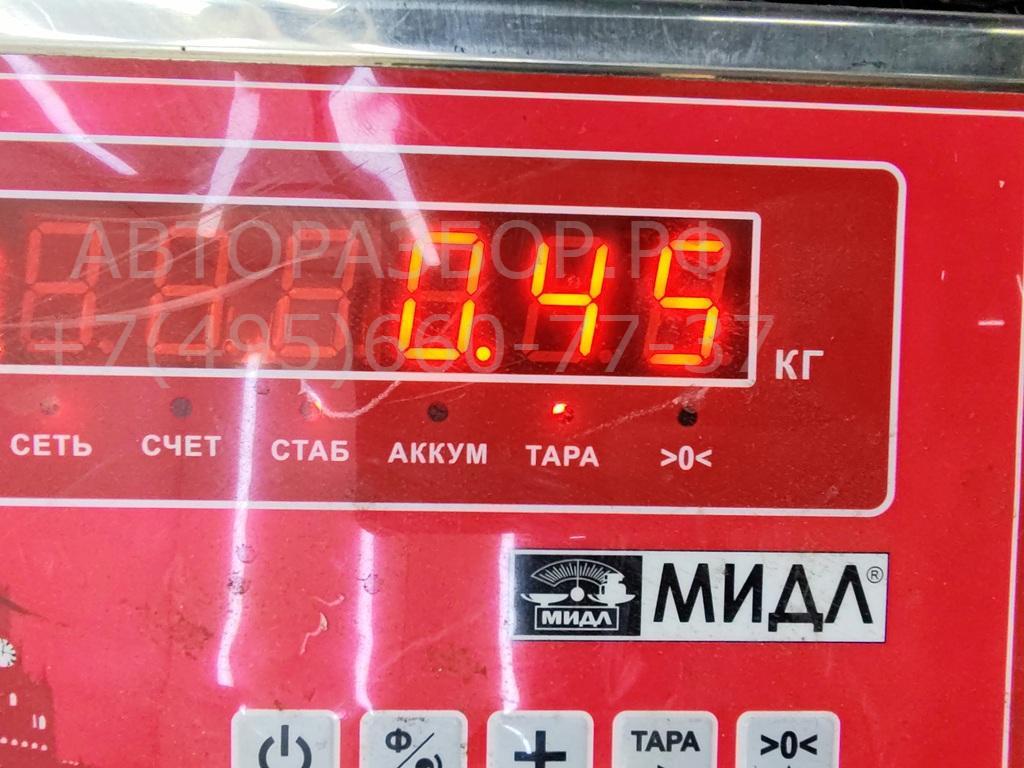 АВТОРАЗБОР.РФ
0.45
+7(495)660-77-37
КГ
СЕТЬ СЧЕТ СТАБ АККУМ ТАРА >0<
МИДЛ МИДЛ®
Ф + ТАРА >0<